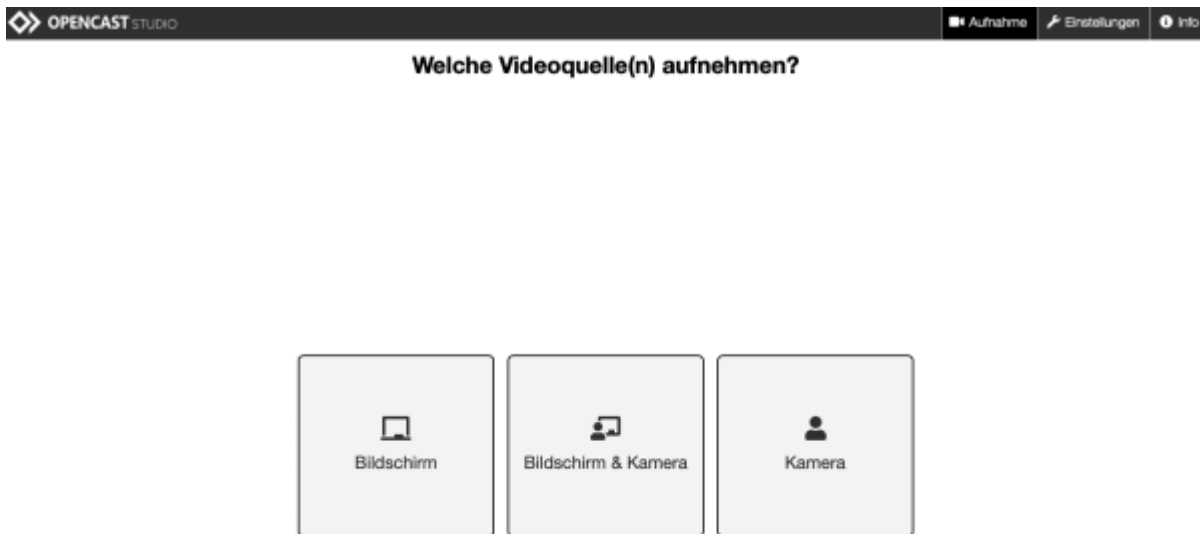 OPENCAST STUDIO
Aufnahme
Einstellungen
Info
Welche Videoquelle(n) aufnehmen?
Bildschirm
Bildschirm & Kamera
Kamera